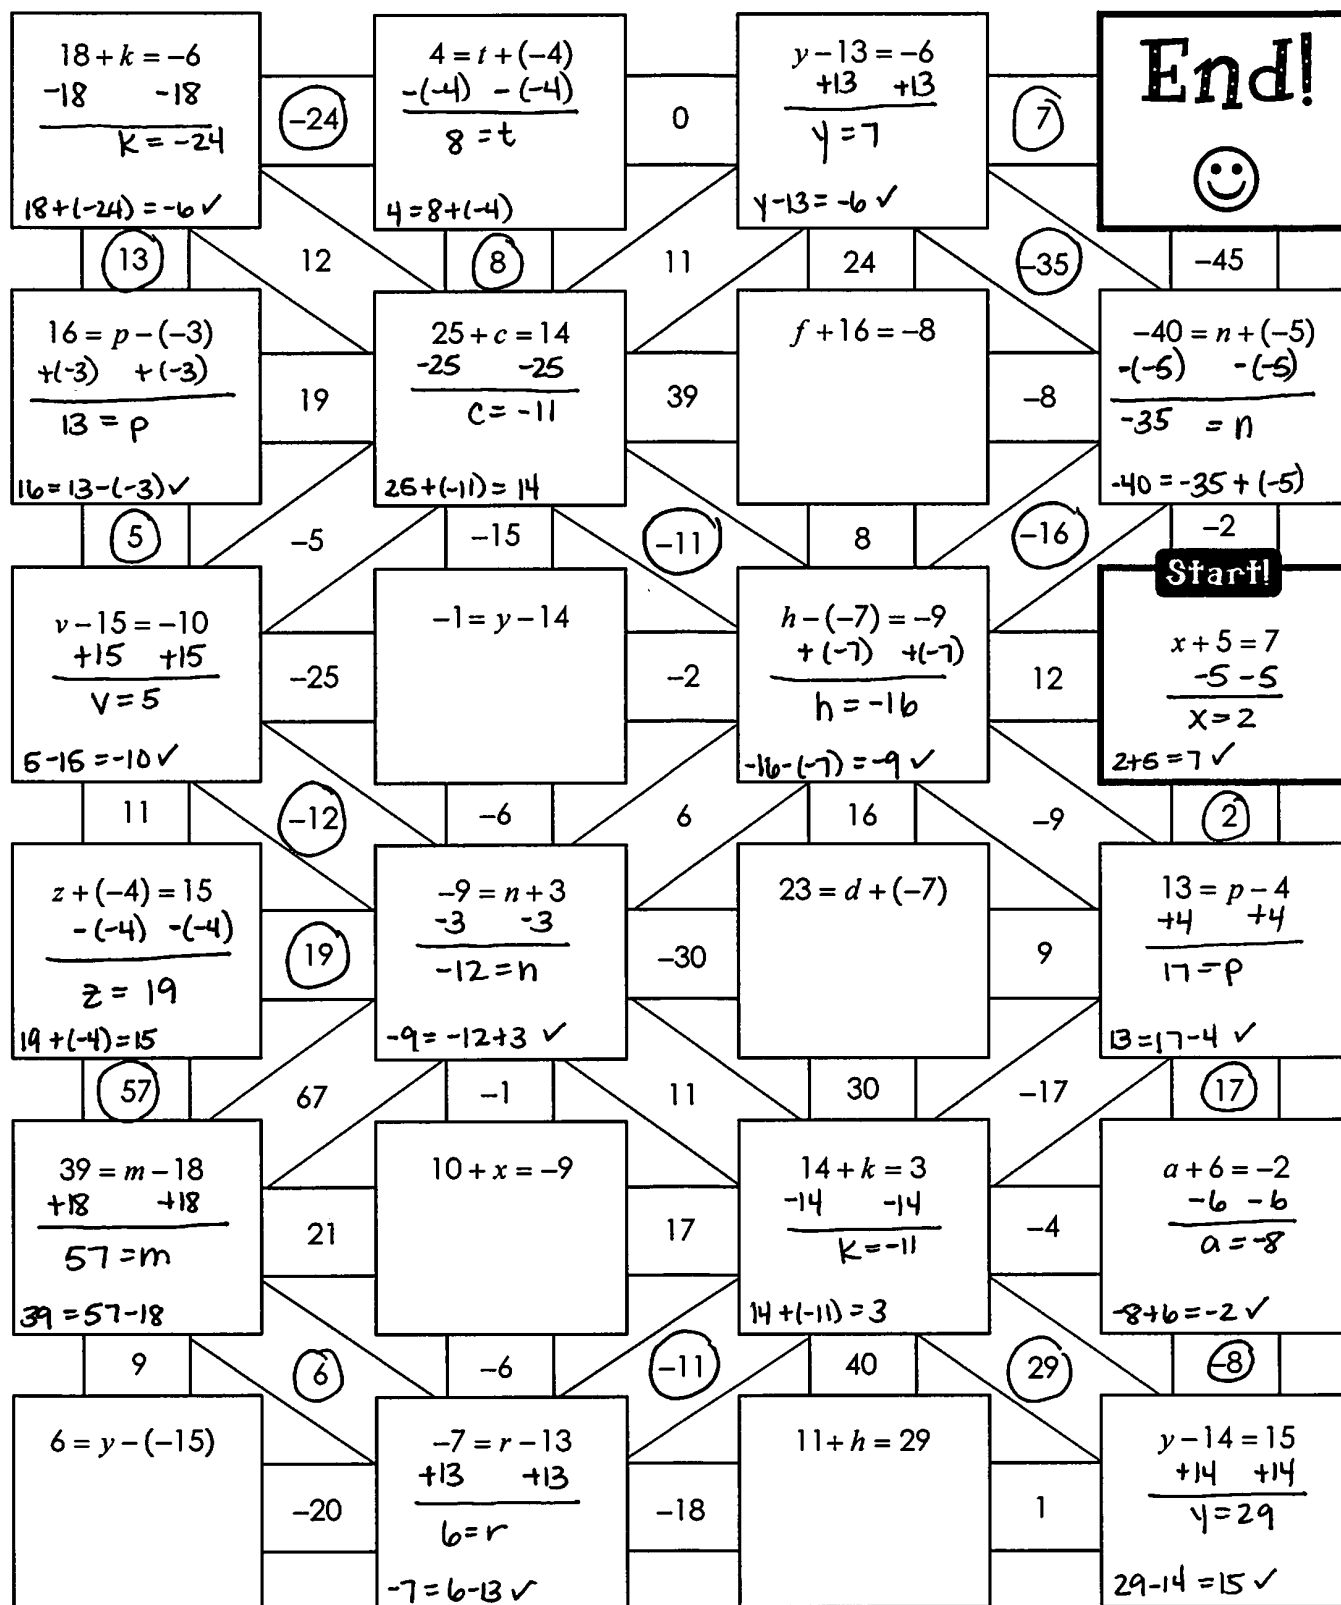 18 + k = −6
-18 -18
k = -24
18+(-24) = -6 ✓
−24
4 = t + (−4)
-(-4) -(-4)
8 = t
4 = 8+(-4)
0
y − 13 = −6
+13 +13
y = 7
y-13 = -6 ✓
7
End!
13
12
8
11
24
−35
−45
16 = p − (−3)
+(-3) +(-3)
13 = p
16 = 13-(-3) ✓
19
25 + c = 14
-25 -25
c = -11
25+(-11) = 14
39
f + 16 = −8
−8
−40 = n + (−5)
-(-5) -(-5)
-35 = n
-40 = -35 + (-5)
5
−5
−15
−11
8
−16
−2
v − 15 = −10
+15 +15
v = 5
5-15 = -10 ✓
−25
−1 = y − 14
−2
h − (−7) = −9
+(-7) +(-7)
h = -16
-16-(-7) = -9 ✓
12
Start!
x + 5 = 7
-5 -5
x = 2
2+5 = 7 ✓
11
−12
−6
6
16
−9
2
z + (−4) = 15
-(-4) -(-4)
z = 19
19+(-4) = 15
19
−9 = n + 3
-3 -3
-12 = n
-9 = -12+3 ✓
−30
23 = d + (−7)
9
13 = p − 4
+4 +4
17 = p
13 = 17-4 ✓
57
67
−1
11
30
−17
17
39 = m − 18
+18 +18
57 = m
39 = 57-18
21
10 + x = −9
17
14 + k = 3
-14 -14
k = -11
14+(-11) = 3
−4
a + 6 = −2
-6 -6
a = -8
-8+6 = -2 ✓
9
6
−6
−11
40
29
−8
6 = y − (−15)
−20
−7 = r − 13
+13 +13
6 = r
-7 = 6-13 ✓
−18
11 + h = 29
1
y − 14 = 15
+14 +14
y = 29
29-14 = 15 ✓